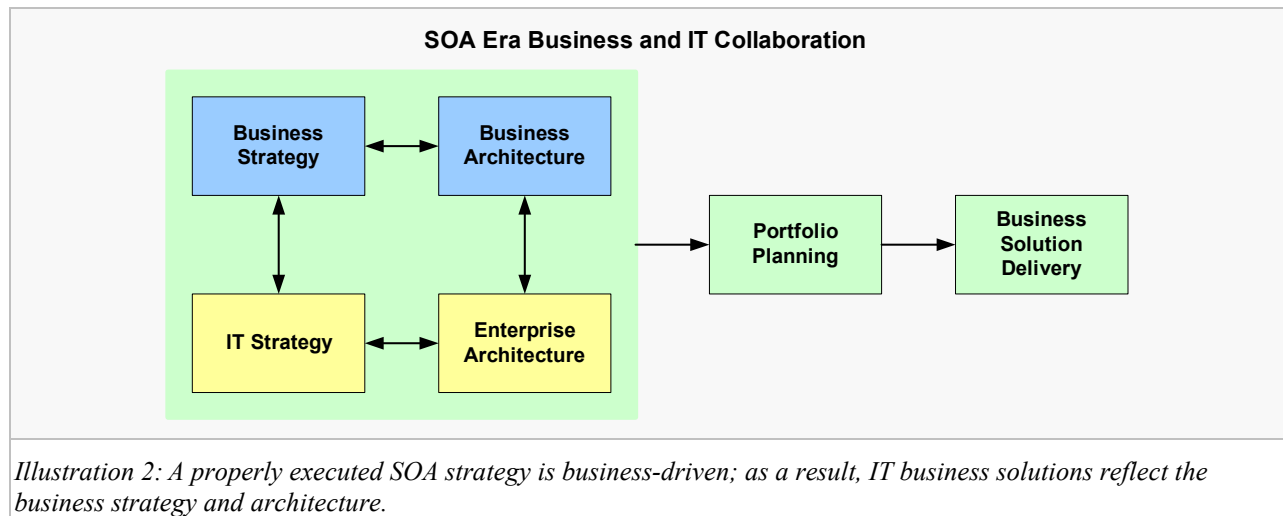 SOA Era Business and IT Collaboration
Business
Strategy
Business
Architecture
Portfolio
Planning
Business
Solution
Delivery
IT Strategy
Enterprise
Architecture
Illustration 2: A properly executed SOA strategy is business-driven; as a result, IT business solutions reflect the
business strategy and architecture.